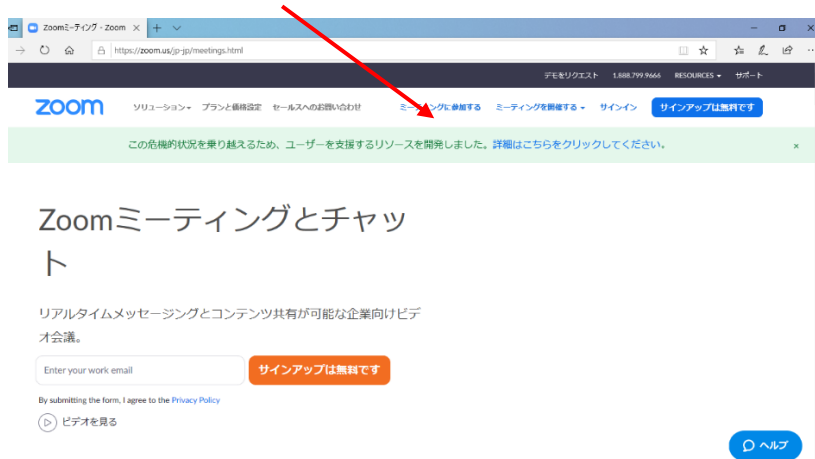 Zoomミーティング - Zoom
https://zoom.us/jp-jp/meetings.html
デモをリクエスト 1.888.799.9666 RESOURCES サポート
zoom ソリューション プランと価格設定 セールスへのお問い合わせ ミーティングに参加する ミーティングを開催する サインイン サインアップは無料です
この危機的状況を乗り越えるため、ユーザーを支援するリソースを開発しました。詳細はこちらをクリックしてください。
Zoomミーティングとチャッ
ト
リアルタイムメッセージングとコンテンツ共有が可能な企業向けビデ
オ会議。
Enter your work email サインアップは無料です
By submitting the form, I agree to the Privacy Policy
ビデオを見る
ヘルプ